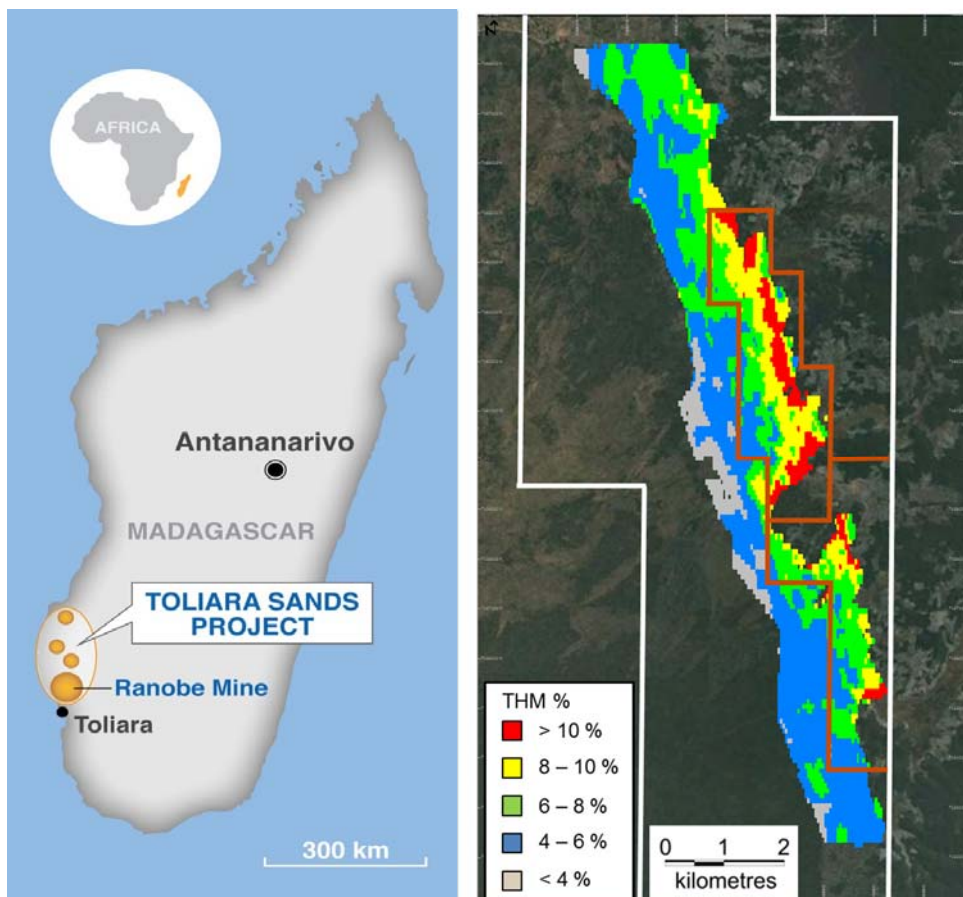 AFRICA
Antananarivo
MADAGASCAR
TOLIARA SANDS
PROJECT
Ranobe Mine
Toliara
300 km
N
THM %
> 10 %
8 – 10 %
6 – 8 %
4 – 6 %
< 4 %
0 1 2
kilometres